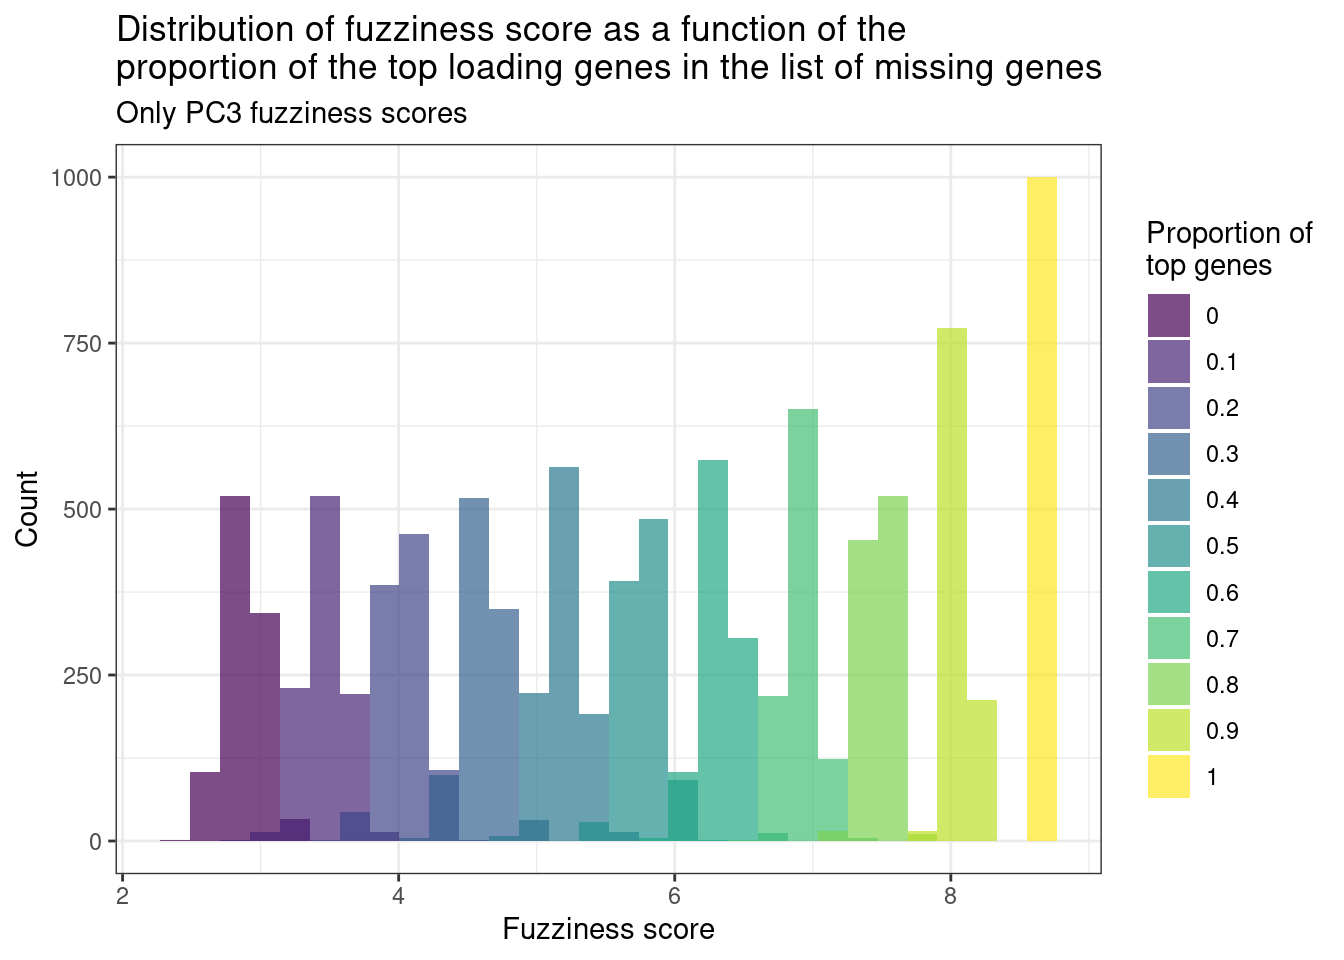 Distribution of fuzziness score as a function of the
proportion of the top loading genes in the list of missing genes
Only PC3 fuzziness scores
Count
1000
750
500
250
0
2
4
6
8
Fuzziness score
Proportion of
top genes
0
0.1
0.2
0.3
0.4
0.5
0.6
0.7
0.8
0.9
1